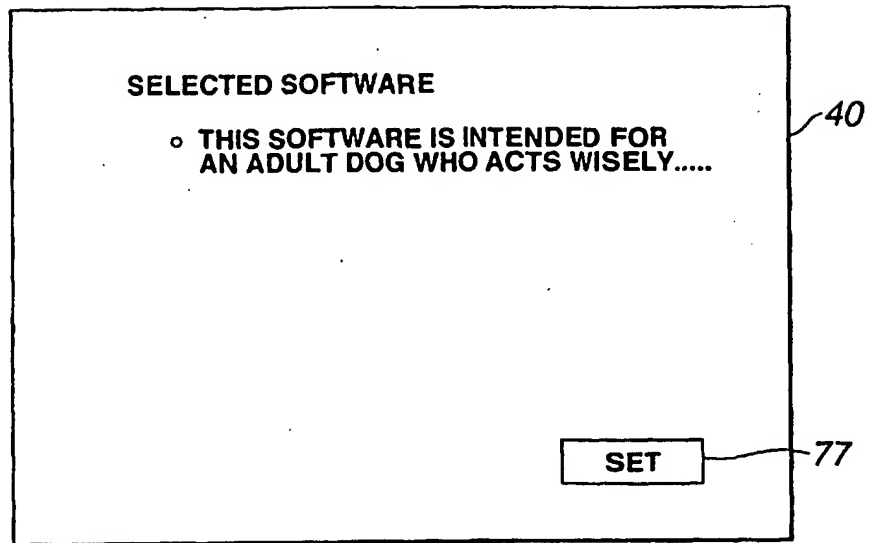 SELECTED SOFTWARE
o THIS SOFTWARE IS INTENDED FOR
AN ADULT DOG WHO ACTS WISELY.....
40
SET
77